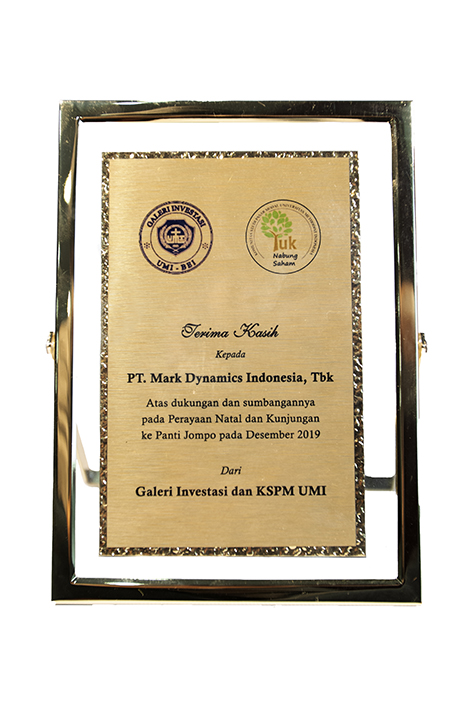 GALERI INVESTASI
UMI - BEI
Yuk
Nabung
Saham
Terima Kasih
Kepada
PT. Mark Dynamics Indonesia, Tbk
Atas dukungan dan sumbangannya
pada Perayaan Natal dan Kunjungan
ke Panti Jompo pada Desember 2019
Dari
Galeri Investasi dan KSPM UMI